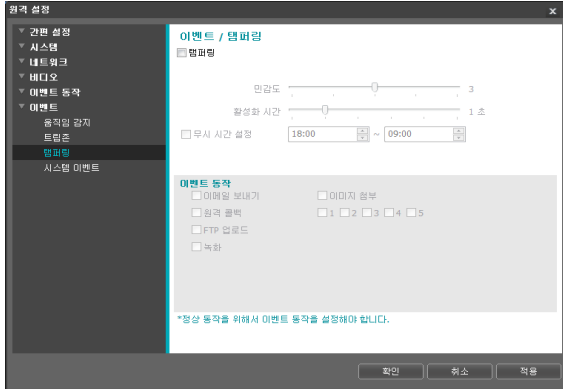 원격 설정 x
간편 설정
시스템
네트워크
비디오
이벤트 동작
이벤트
움직임 감지
트립존
탬퍼링
시스템 이벤트
이벤트 / 탬퍼링
탬퍼링
민감도 3
활성화 시간 1 초
무시 시간 설정 18:00 ~ 09:00
이벤트 동작
이메일 보내기 이미지 첨부
원격 콜백 1 2 3 4 5
FTP 업로드
녹화
*정상 동작을 위해서 이벤트 동작을 설정해야 합니다.
확인 취소 적용